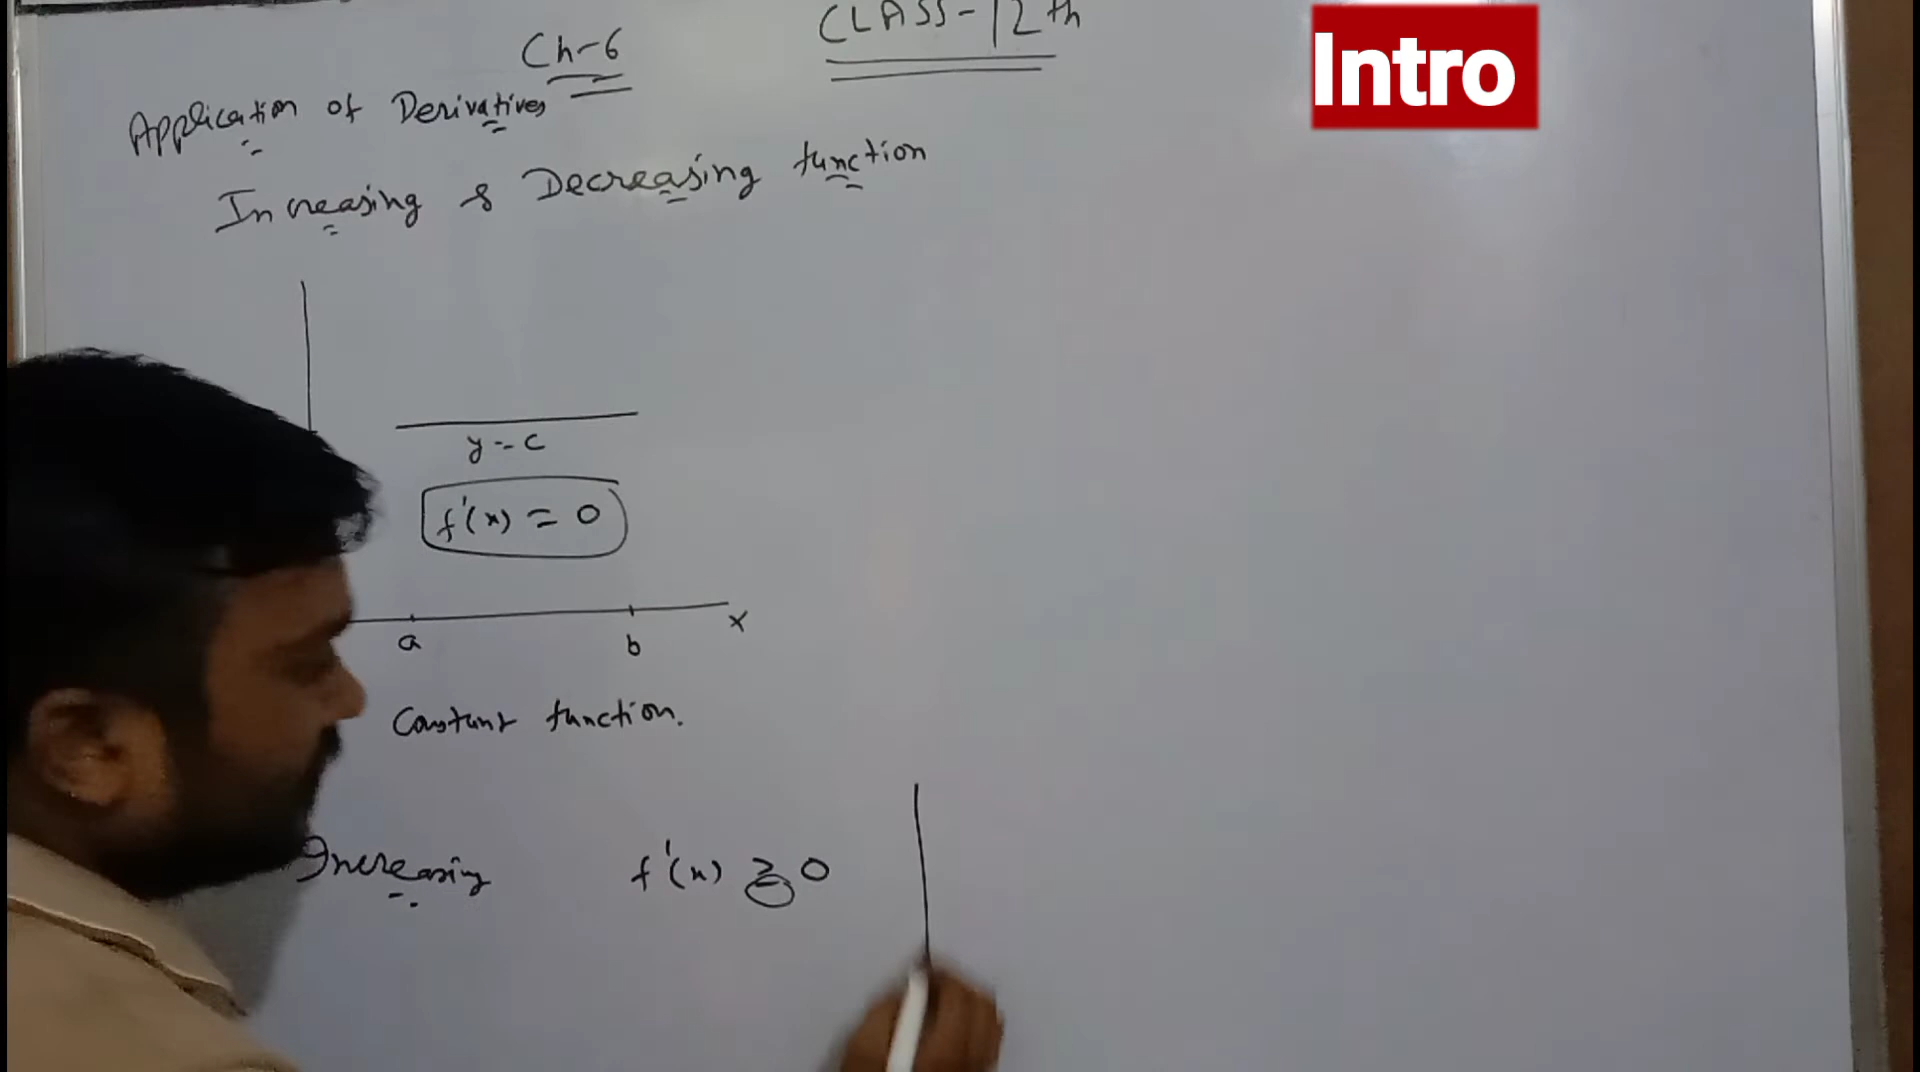 CLASS-12th
Intro
Ch-6
Application of Derivatives
Increasing & Decreasing function
y = c
f'(x) = 0
a b x
Constant function.
Increasing f'(x) ≥ 0